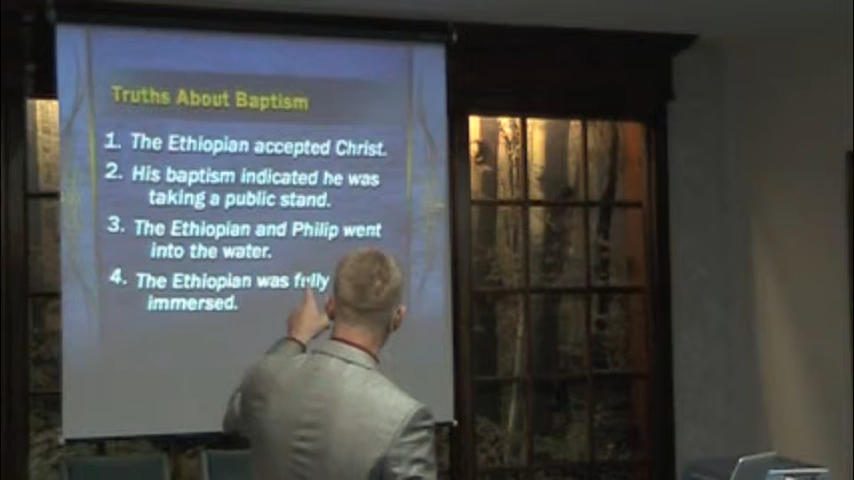 Truths About Baptism
1. The Ethiopian accepted Christ.
2. His baptism indicated he was
taking a public stand.
3. The Ethiopian and Philip went
into the water.
4. The Ethiopian was fully
immersed.